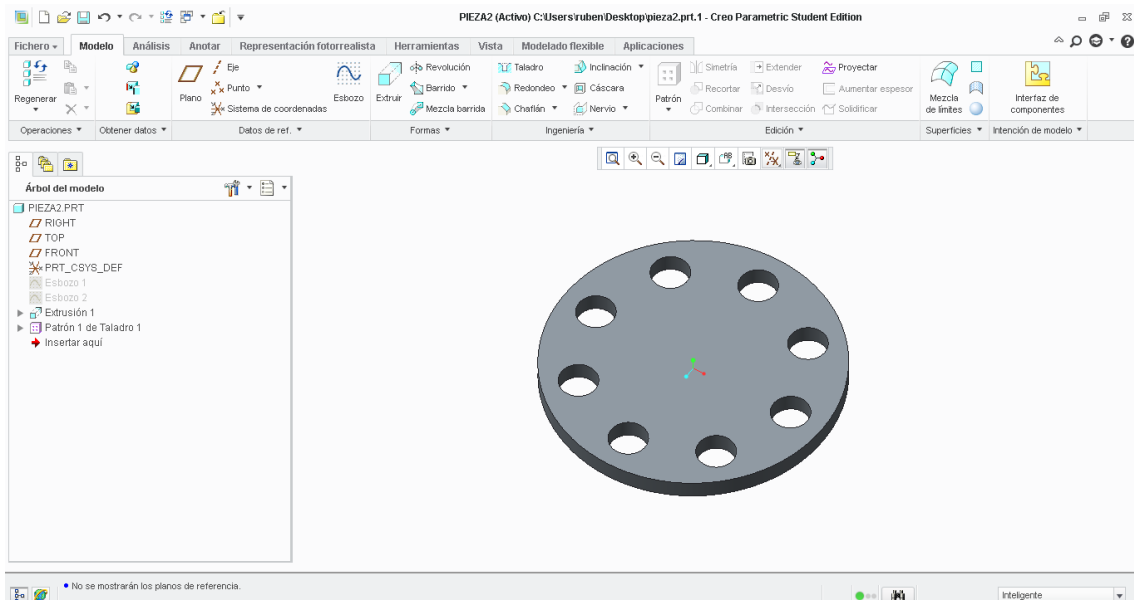 PIEZA2 (Activo) C:\Users\ruben\Desktop\pieza2.prt.1 - Creo Parametric Student Edition
Fichero Modelo Análisis Anotar Representación fotorrealista Herramientas Vista Modelado flexible Aplicaciones
Eje Revolución Taladro Inclinación Simetría Extender Proyectar
Punto Barrido Redondeo Cáscara Recortar Desvío Aumentar espesor
Regenerar Plano Sistema de coordenadas Esbozo Extruir Mezcla barrida Chaflán Nervio Patrón Combinar Intersección Solidificar Mezcla de límites Interfaz de componentes
Operaciones Obtener datos Datos de ref. Formas Ingeniería Edición Superficies Intención de modelo
Árbol del modelo
PIEZA2.PRT
RIGHT
TOP
FRONT
PRT_CSYS_DEF
Esbozo 1
Esbozo 2
Extrusión 1
Patrón 1 de Taladro 1
Insertar aquí
No se mostrarán los planos de referencia.
Inteligente